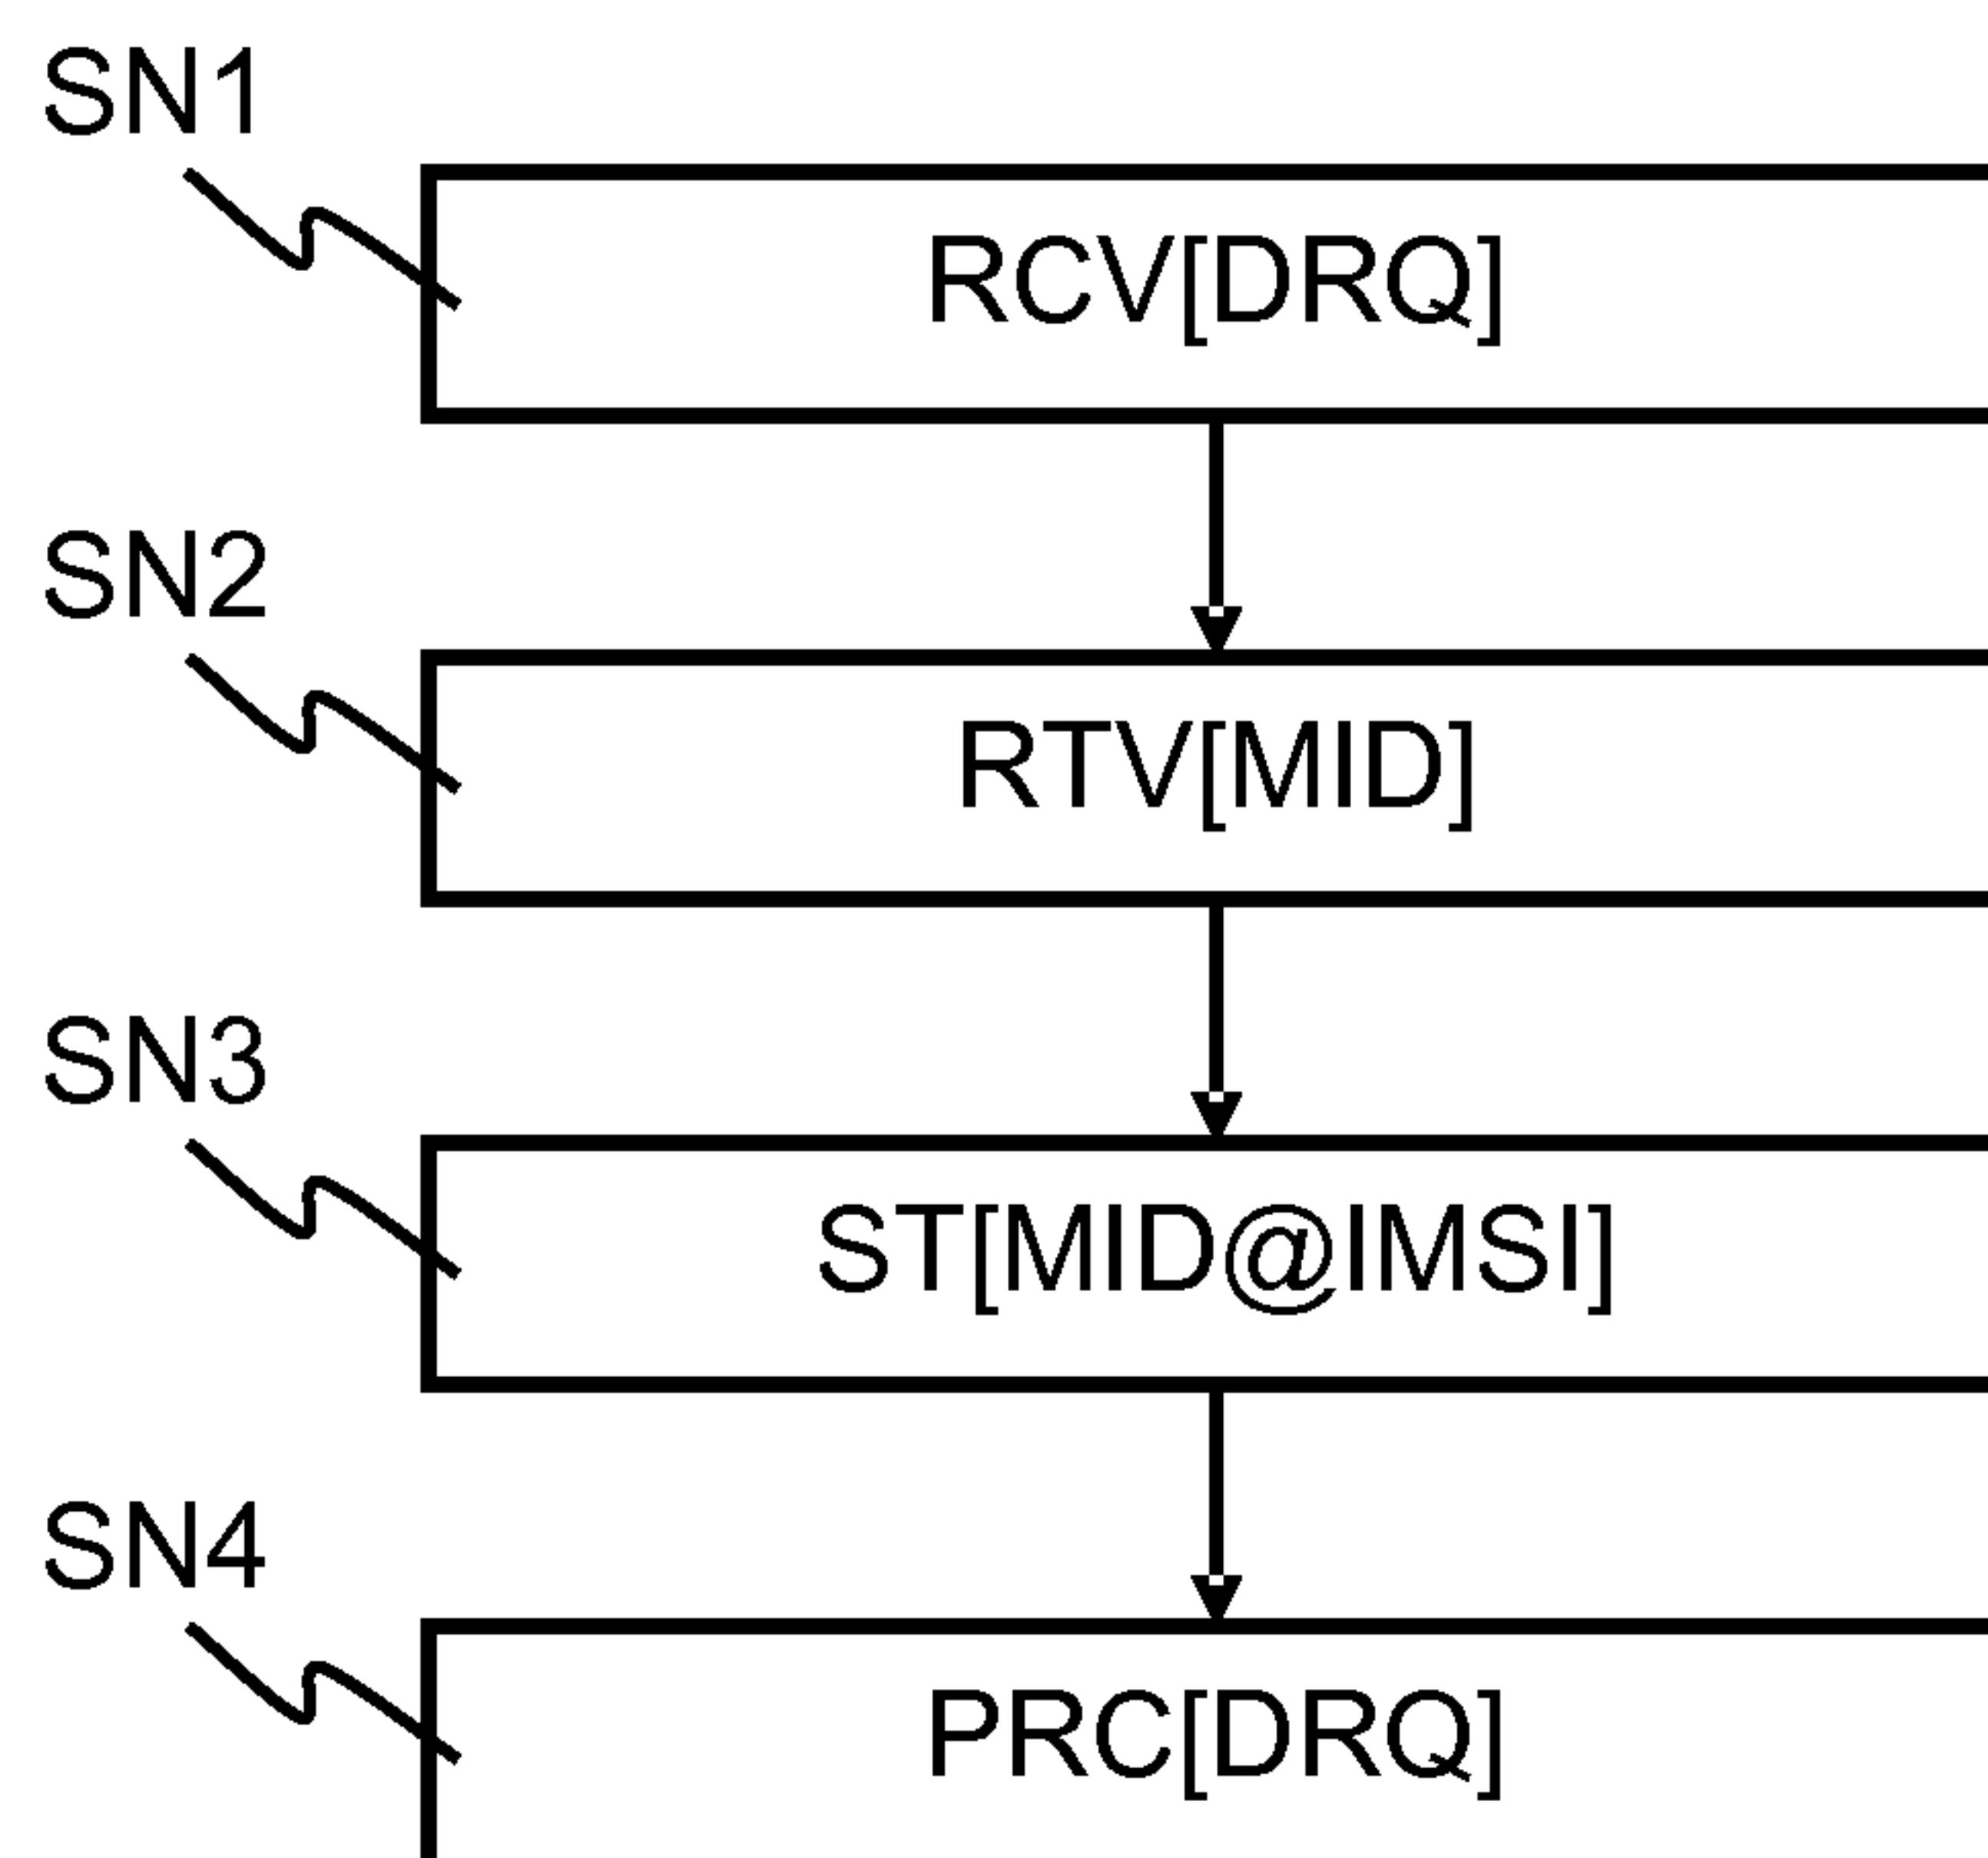 SN1
RCV[DRQ]
SN2
RTV[MID]
SN3
ST[MID@IMSI]
SN4
PRC[DRQ]